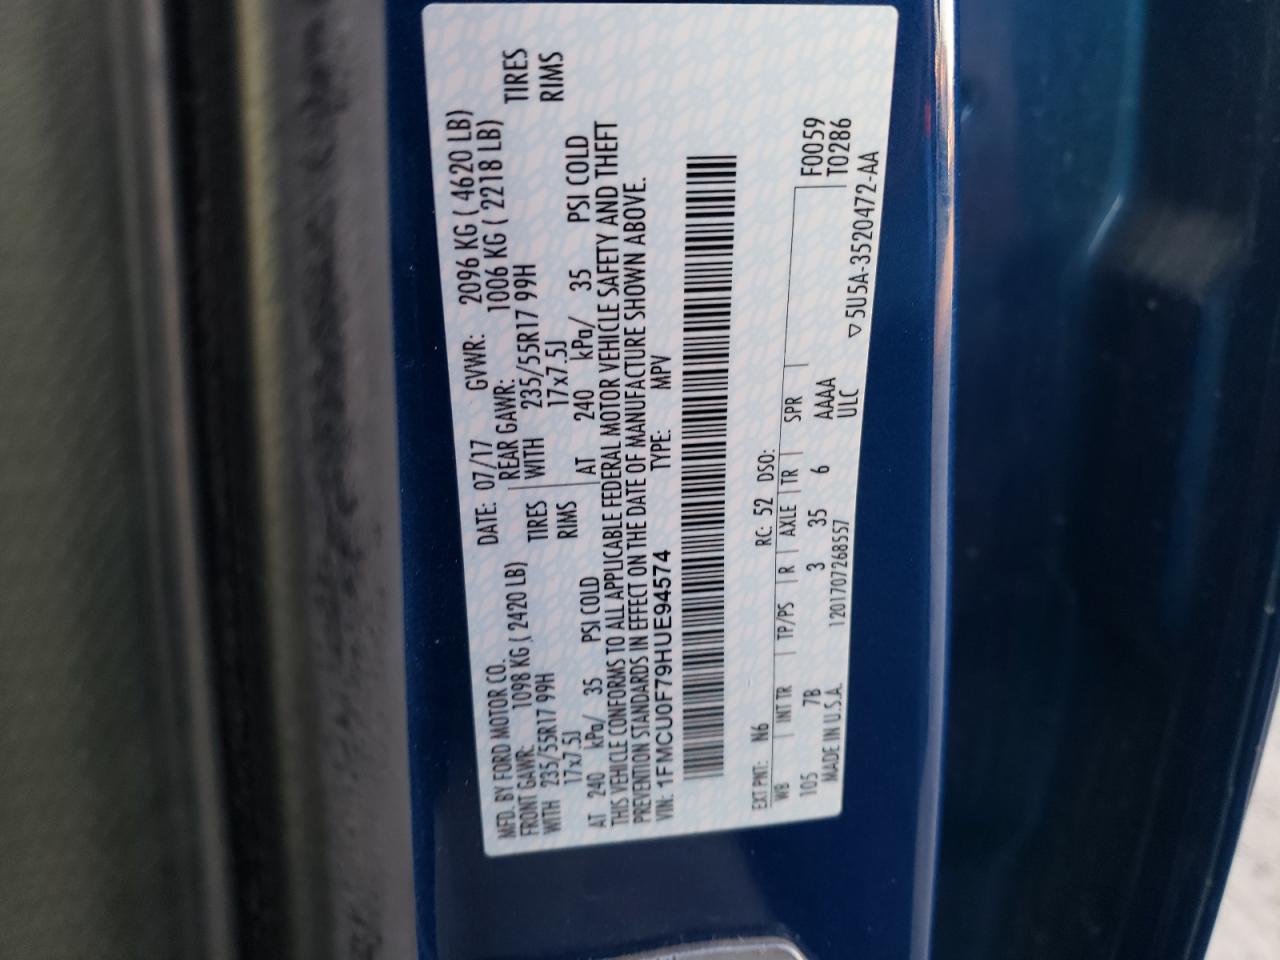 MFD. BY FORD MOTOR CO.
DATE: 07/17 GVWR: 2096 KG ( 4620 LB)
FRONT GAWR: 1098 KG ( 2420 LB) REAR GAWR: 1006 KG ( 2218 LB)
WITH 235/55R17 99H TIRES WITH 235/55R17 99H TIRES
17x7.5J RIMS 17x7.5J RIMS
AT 240 kPa/ 35 PSI COLD AT 240 kPa/ 35 PSI COLD
THIS VEHICLE CONFORMS TO ALL APPLICABLE FEDERAL MOTOR VEHICLE SAFETY AND THEFT
PREVENTION STANDARDS IN EFFECT ON THE DATE OF MANUFACTURE SHOWN ABOVE.
VIN: 1FMCU0F79HUE94574 TYPE: MPV
EXT PNT: N6 RC: 52 DSO:
WB INT TR TP/PS R AXLE TR SPR F0059
105 7B 3 35 6 AAAA T0286
MADE IN U.S.A. 1201707268557 ULC
▽5U5A-3520472-AA